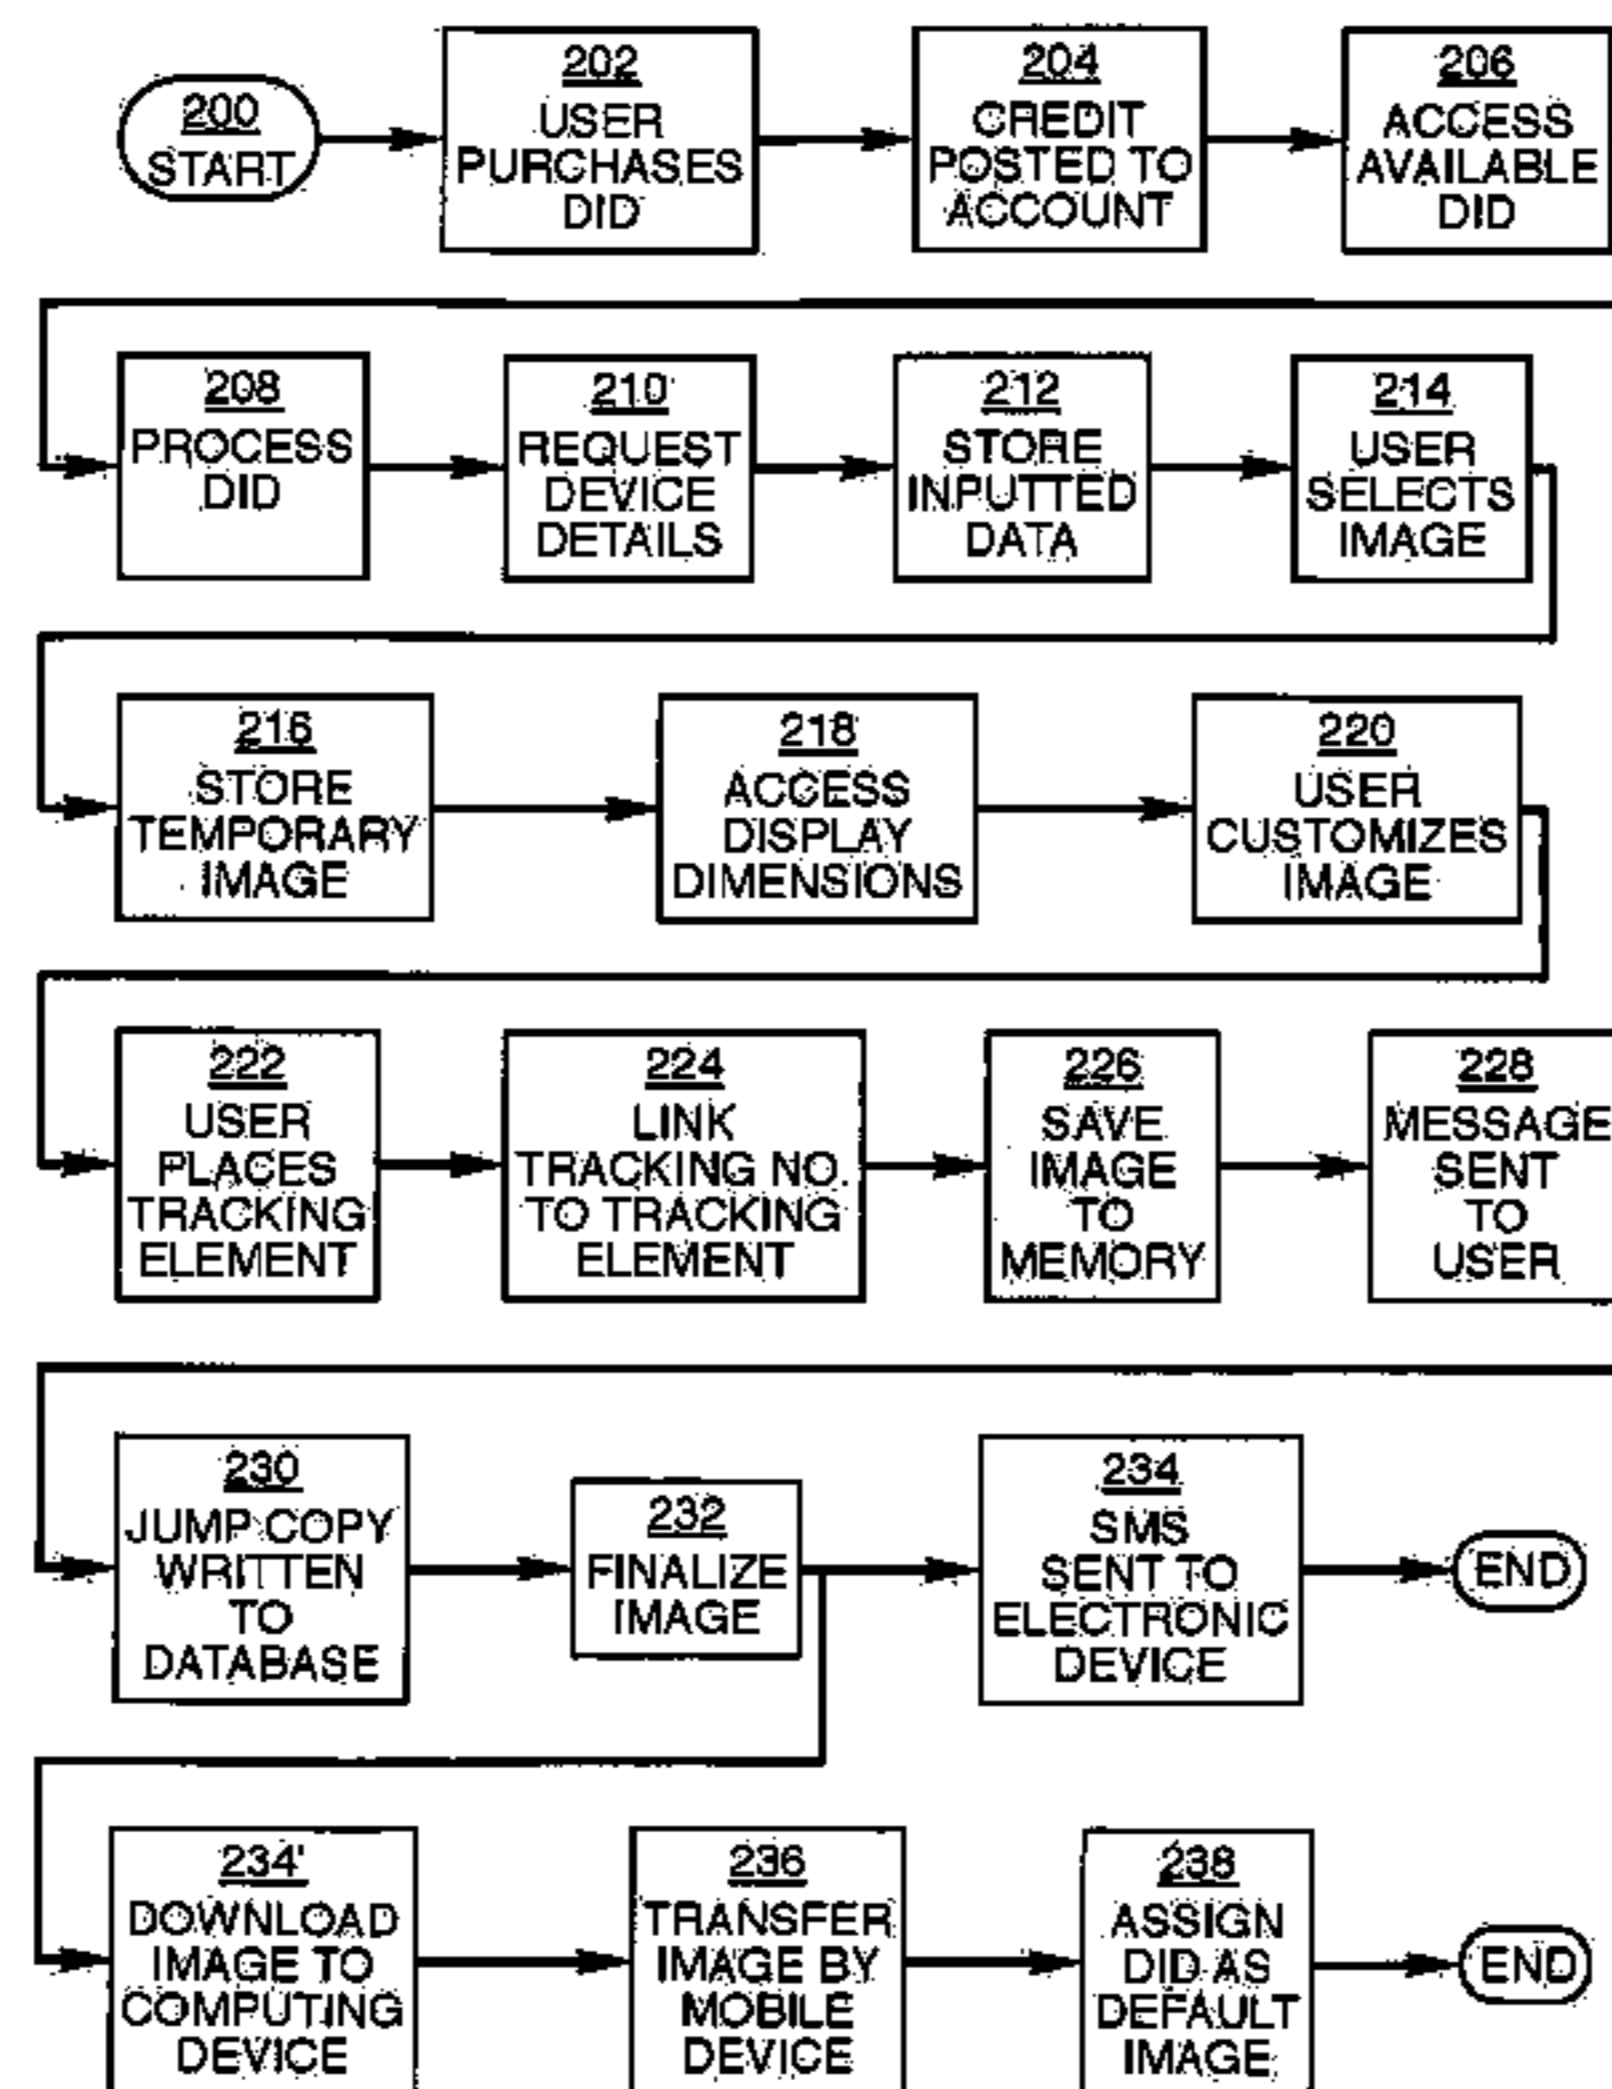 200
START
202
USER
PURCHASES
DID
204
CREDIT
POSTED TO
ACCOUNT
206
ACCESS
AVAILABLE
DID
208
PROCESS
DID
210
REQUEST
DEVICE
DETAILS
212
STORE
INPUTTED
DATA
214
USER
SELECTS
IMAGE
216
STORE
TEMPORARY
IMAGE
218
ACCESS
DISPLAY
DIMENSIONS
220
USER
CUSTOMIZES
IMAGE
222
USER
PLACES
TRACKING
ELEMENT
224
LINK
TRACKING NO.
TO TRACKING
ELEMENT
226
SAVE
IMAGE
TO
MEMORY
228
MESSAGE
SENT
TO
USER
230
JUMP COPY
WRITTEN
TO
DATABASE
232
FINALIZE
IMAGE
234
SMS
SENT TO
ELECTRONIC
DEVICE
END
234'
DOWNLOAD
IMAGE TO
COMPUTING
DEVICE
236
TRANSFER
IMAGE BY
MOBILE
DEVICE
238
ASSIGN
DID AS
DEFAULT
IMAGE
END